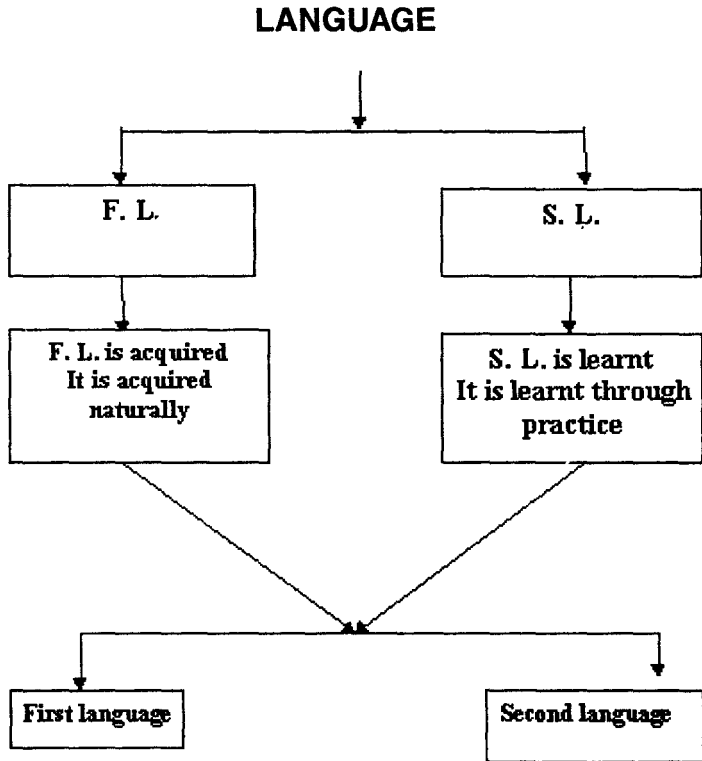 LANGUAGE
F. L.
S. L.
F. L. is acquired
It is acquired
naturally
S. L. is learnt
It is learnt through
practice
First language
Second language